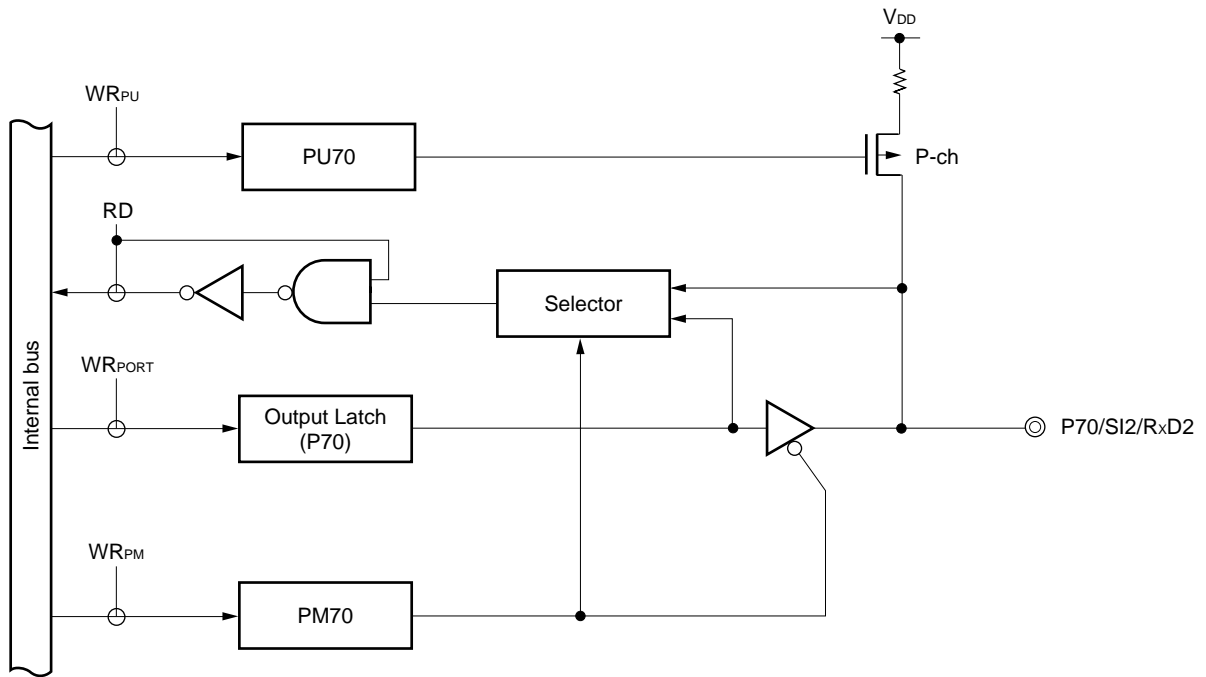 VDD
WRPU
PU70
P-ch
RD
Selector
Internal bus
WRPORT
Output Latch
(P70)
P70/SI2/RxD2
WRPM
PM70